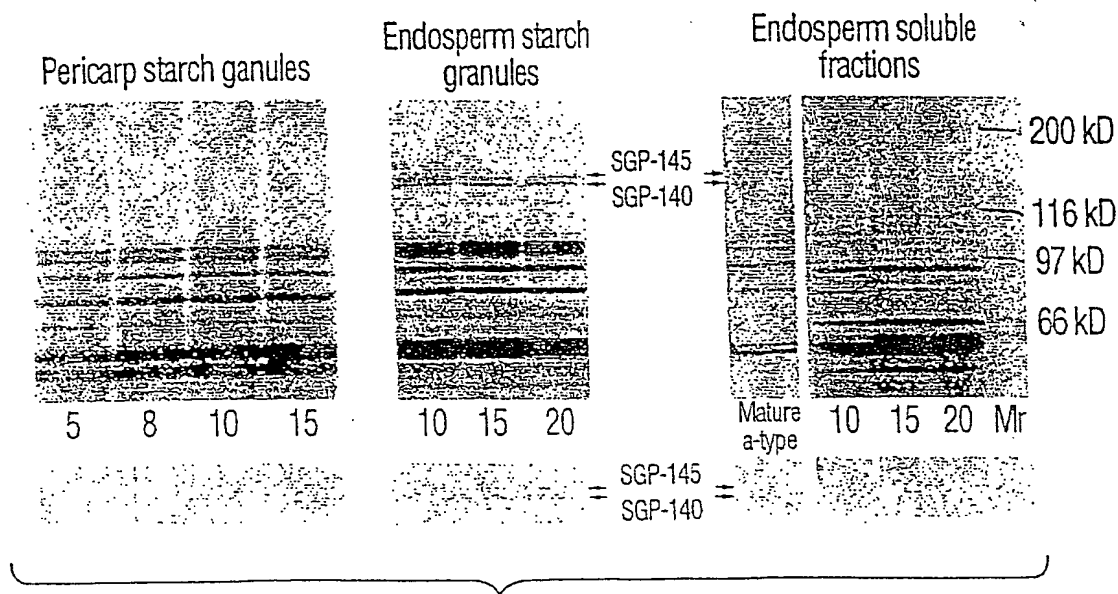 Pericarp starch ganules
Endosperm starch
granules
Endosperm soluble
fractions
SGP-145
SGP-140
200 kD
116 kD
97 kD
66 kD
5 8 10 15
10 15 20
Mature
a-type
10 15 20 Mr
SGP-145
SGP-140